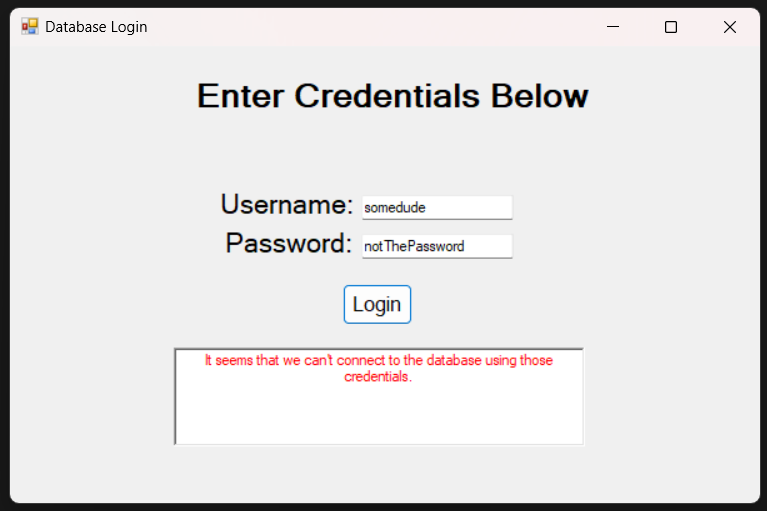 Database Login
Enter Credentials Below
Username: somedude
Password: notThePassword
Login
It seems that we can't connect to the database using those
credentials.